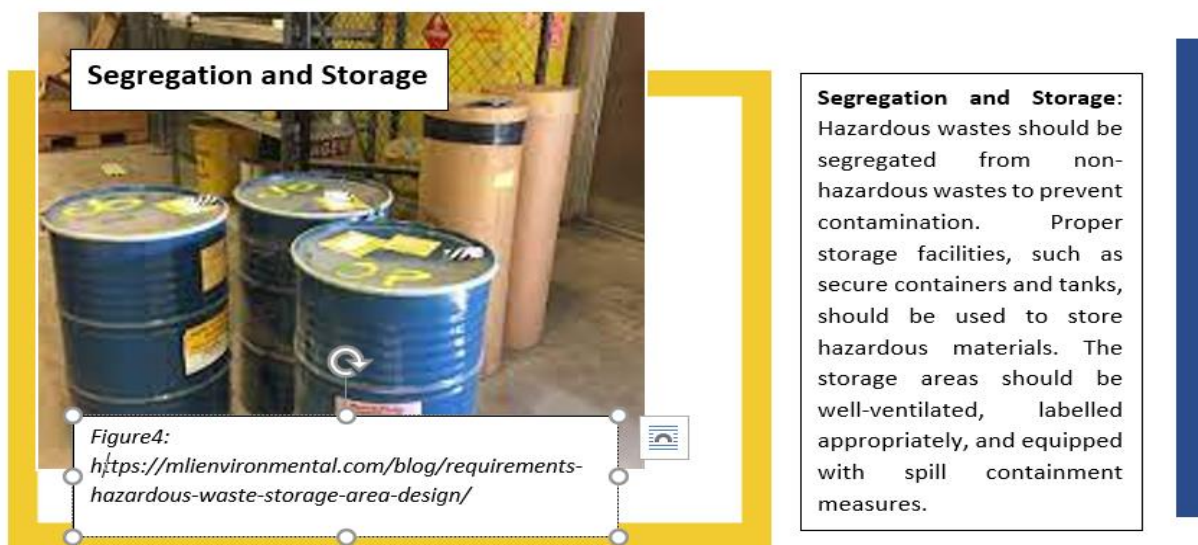 Segregation and Storage
Figure4:
https://mlienvironmental.com/blog/requirements-
hazardous-waste-storage-area-design/
Segregation and Storage:
Hazardous wastes should be
segregated from non-
hazardous wastes to prevent
contamination. Proper
storage facilities, such as
secure containers and tanks,
should be used to store
hazardous materials. The
storage areas should be
well-ventilated, labelled
appropriately, and equipped
with spill containment
measures.